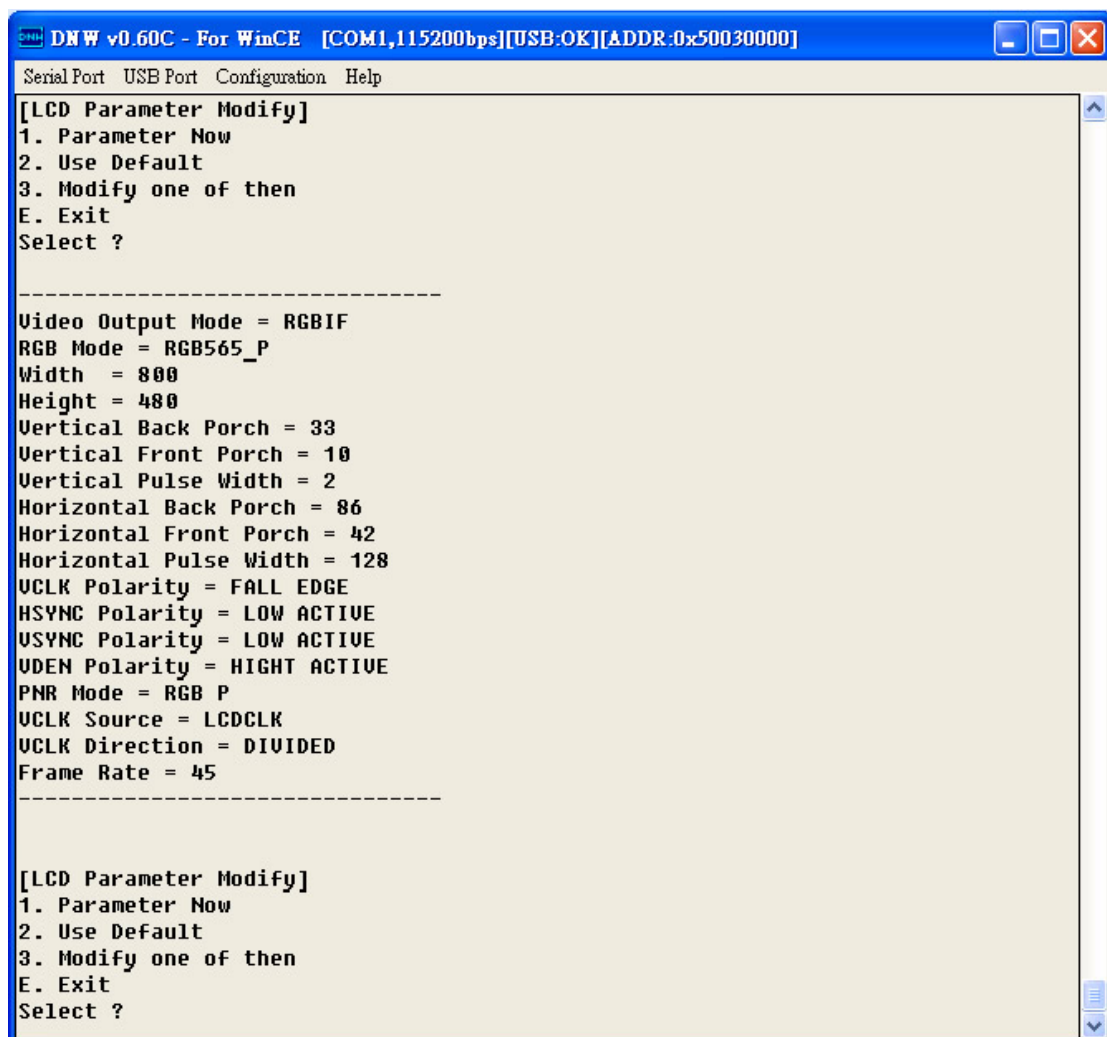 DNW v0.60C - For WinCE [COM1,115200bps][USB:OK][ADDR:0x50030000]
Serial Port USB Port Configuration Help
[LCD Parameter Modify]
1. Parameter Now
2. Use Default
3. Modify one of then
E. Exit
Select ?
---------------------------------
Video Output Mode = RGBIF
RGB Mode = RGB565_P
Width  = 800
Height = 480
Vertical Back Porch = 33
Vertical Front Porch = 10
Vertical Pulse Width = 2
Horizontal Back Porch = 86
Horizontal Front Porch = 42
Horizontal Pulse Width = 128
VCLK Polarity = FALL EDGE
HSYNC Polarity = LOW ACTIVE
VSYNC Polarity = LOW ACTIVE
VDEN Polarity = HIGHT ACTIVE
PNR Mode = RGB P
VCLK Source = LCDCLK
VCLK Direction = DIVIDED
Frame Rate = 45
---------------------------------
[LCD Parameter Modify]
1. Parameter Now
2. Use Default
3. Modify one of then
E. Exit
Select ?